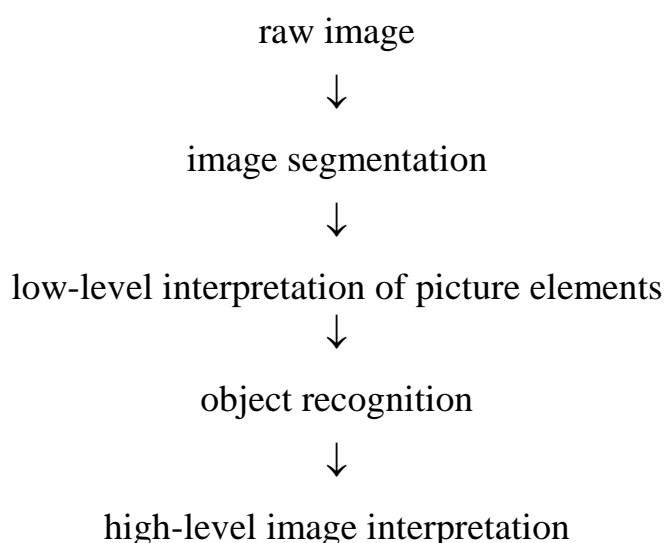 raw image
↓
image segmentation
↓
low-level interpretation of picture elements
↓
object recognition
↓
high-level image interpretation